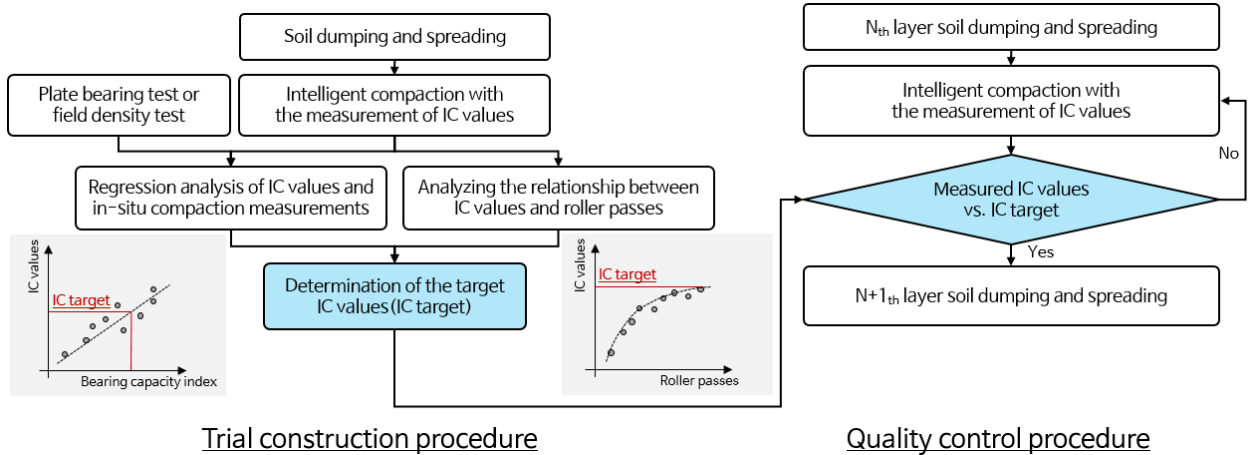 Soil dumping and spreading
Plate bearing test or
field density test
Intelligent compaction with
the measurement of IC values
Regression analysis of IC values and
in-situ compaction measurements
Analyzing the relationship between
IC values and roller passes
IC values
IC target
Bearing capacity index
Determination of the target
IC values(IC target)
IC values
IC target
Roller passes
Trial construction procedure
Nth layer soil dumping and spreading
Intelligent compaction with
the measurement of IC values
No
Measured IC values
vs. IC target
Yes
N+1th layer soil dumping and spreading
Quality control procedure